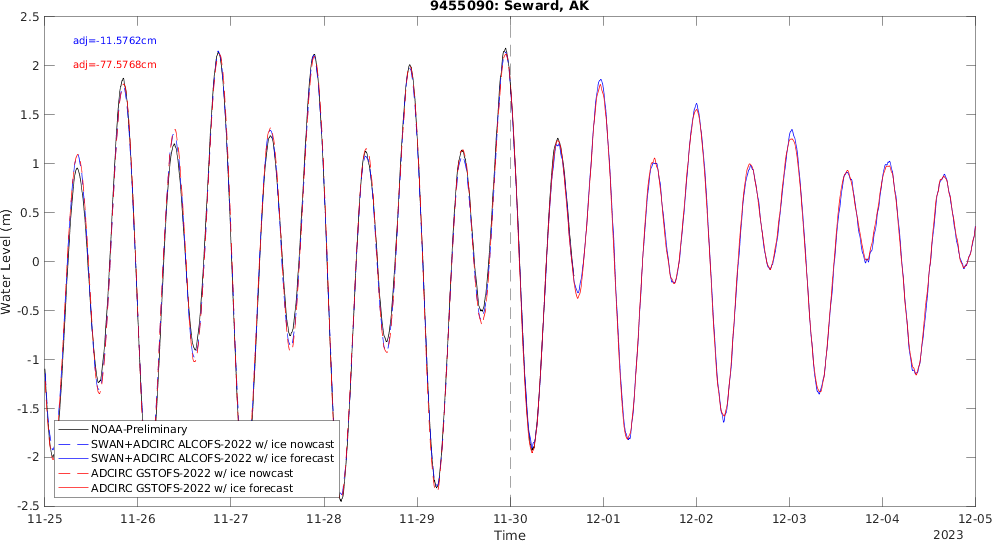 9455090: Seward, AK
2.5
adj=-11.5762cm
2
adj=-77.5768cm
1.5
1
0.5
0
Water Level (m)
-0.5
-1
-1.5
NOAA-Preliminary
SWAN+ADCIRC ALCOFS-2022 w/ ice nowcast
-2
SWAN+ADCIRC ALCOFS-2022 w/ ice forecast
ADCIRC GSTOFS-2022 w/ ice nowcast
ADCIRC GSTOFS-2022 w/ ice forecast
-2.5
11-25 11-26 11-27 11-28 11-29 11-30 12-01 12-02 12-03 12-04 12-05
Time
2023